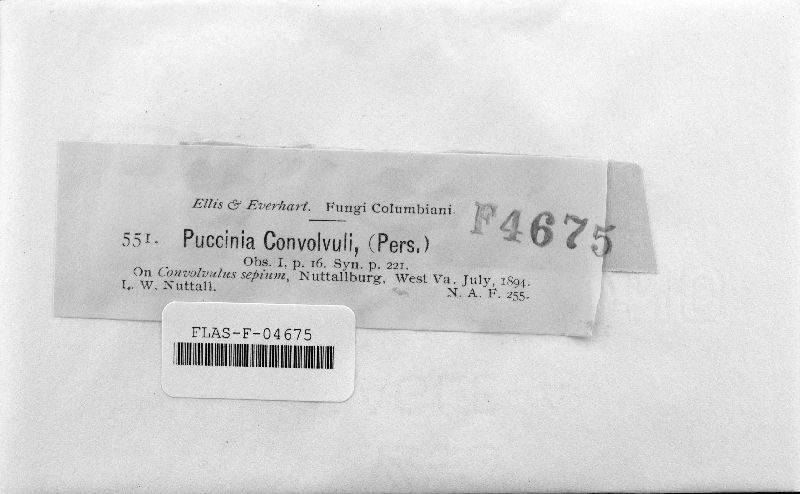 Ellis & Everhart. Fungi Columbiani.
F4675
551. Puccinia Convolvuli, (Pers.)
Obs. I, p. 16. Syn. p. 221.
On Convolvulus sepium, Nuttallburg, West Va. July, 1894.
L. W. Nuttall. N. A. F. 255.
FLAS-F-04675